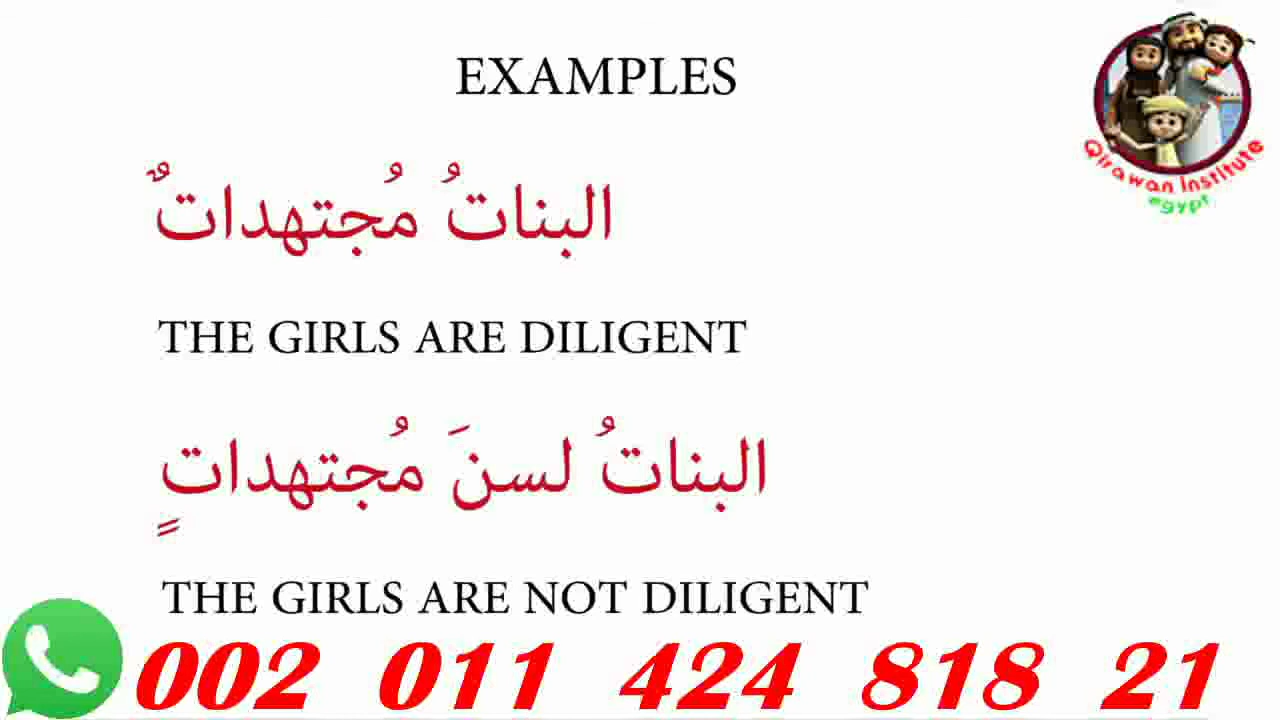 EXAMPLES
البناتُ مُجتهداتٌ
THE GIRLS ARE DILIGENT
البناتُ لسنَ مُجتهداتٍ
THE GIRLS ARE NOT DILIGENT
002 011 424 818 21
Qirawan Institute
egypt